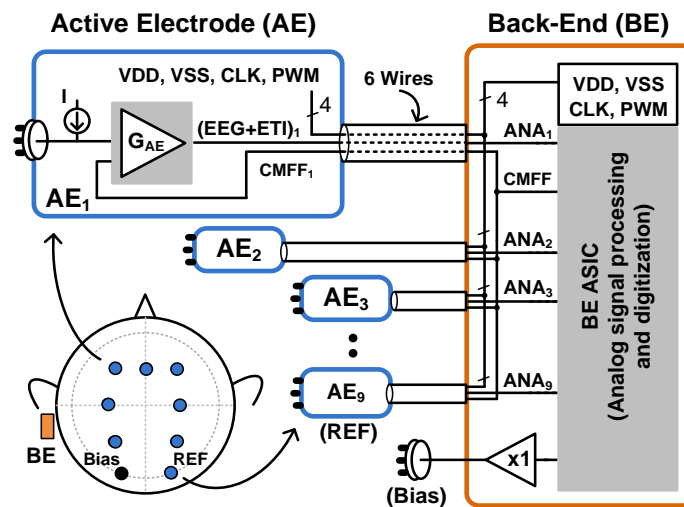 Active Electrode (AE)
Back-End (BE)
VDD, VSS, CLK, PWM
6 Wires
VDD, VSS
CLK, PWM
4
4
I
G_AE
(EEG+ETI)₁
ANA₁
CMFF₁
CMFF
AE₁
AE₂
ANA₂
AE₃
ANA₃
BE ASIC
(Analog signal processing
and digitization)
AE₉
ANA₉
(REF)
BE
Bias
REF
x1
(Bias)